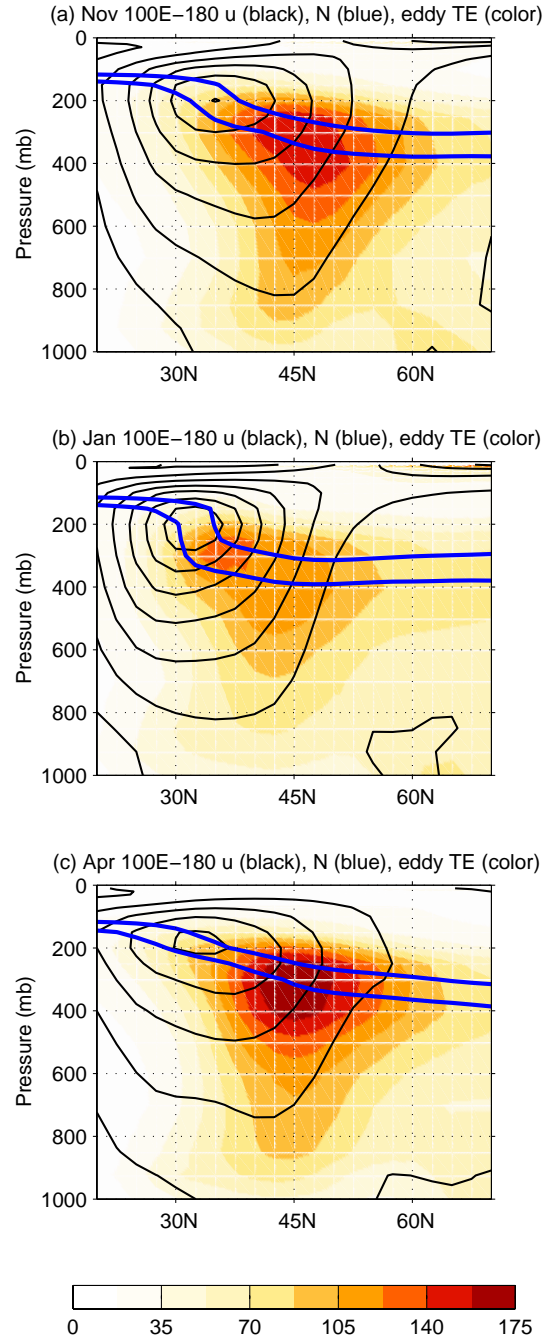 (a) Nov 100E−180 u (black), N (blue), eddy TE (color)
0
200
400
600
800
1000
Pressure (mb)
30N 45N 60N
(b) Jan 100E−180 u (black), N (blue), eddy TE (color)
0
200
400
600
800
1000
Pressure (mb)
30N 45N 60N
(c) Apr 100E−180 u (black), N (blue), eddy TE (color)
0
200
400
600
800
1000
Pressure (mb)
30N 45N 60N
0 35 70 105 140 175